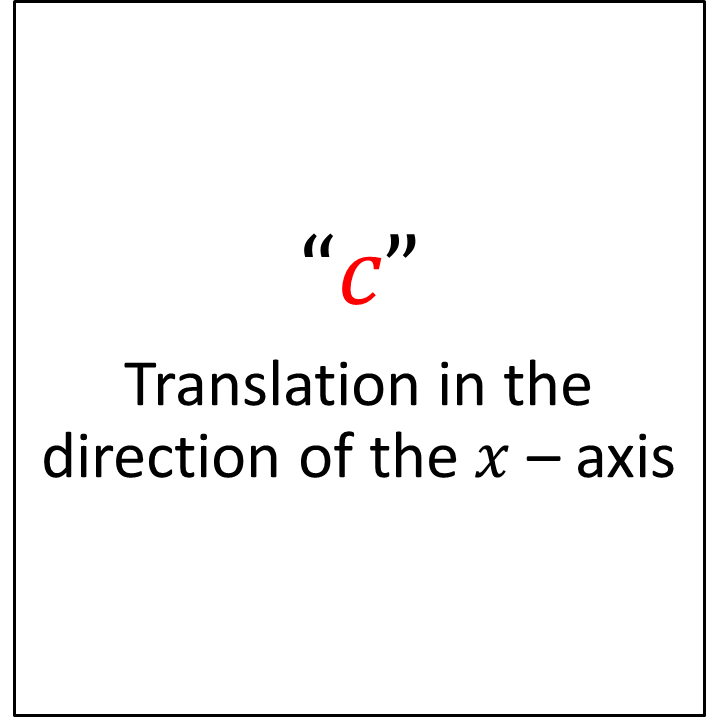 “c”
Translation in the
direction of the x – axis